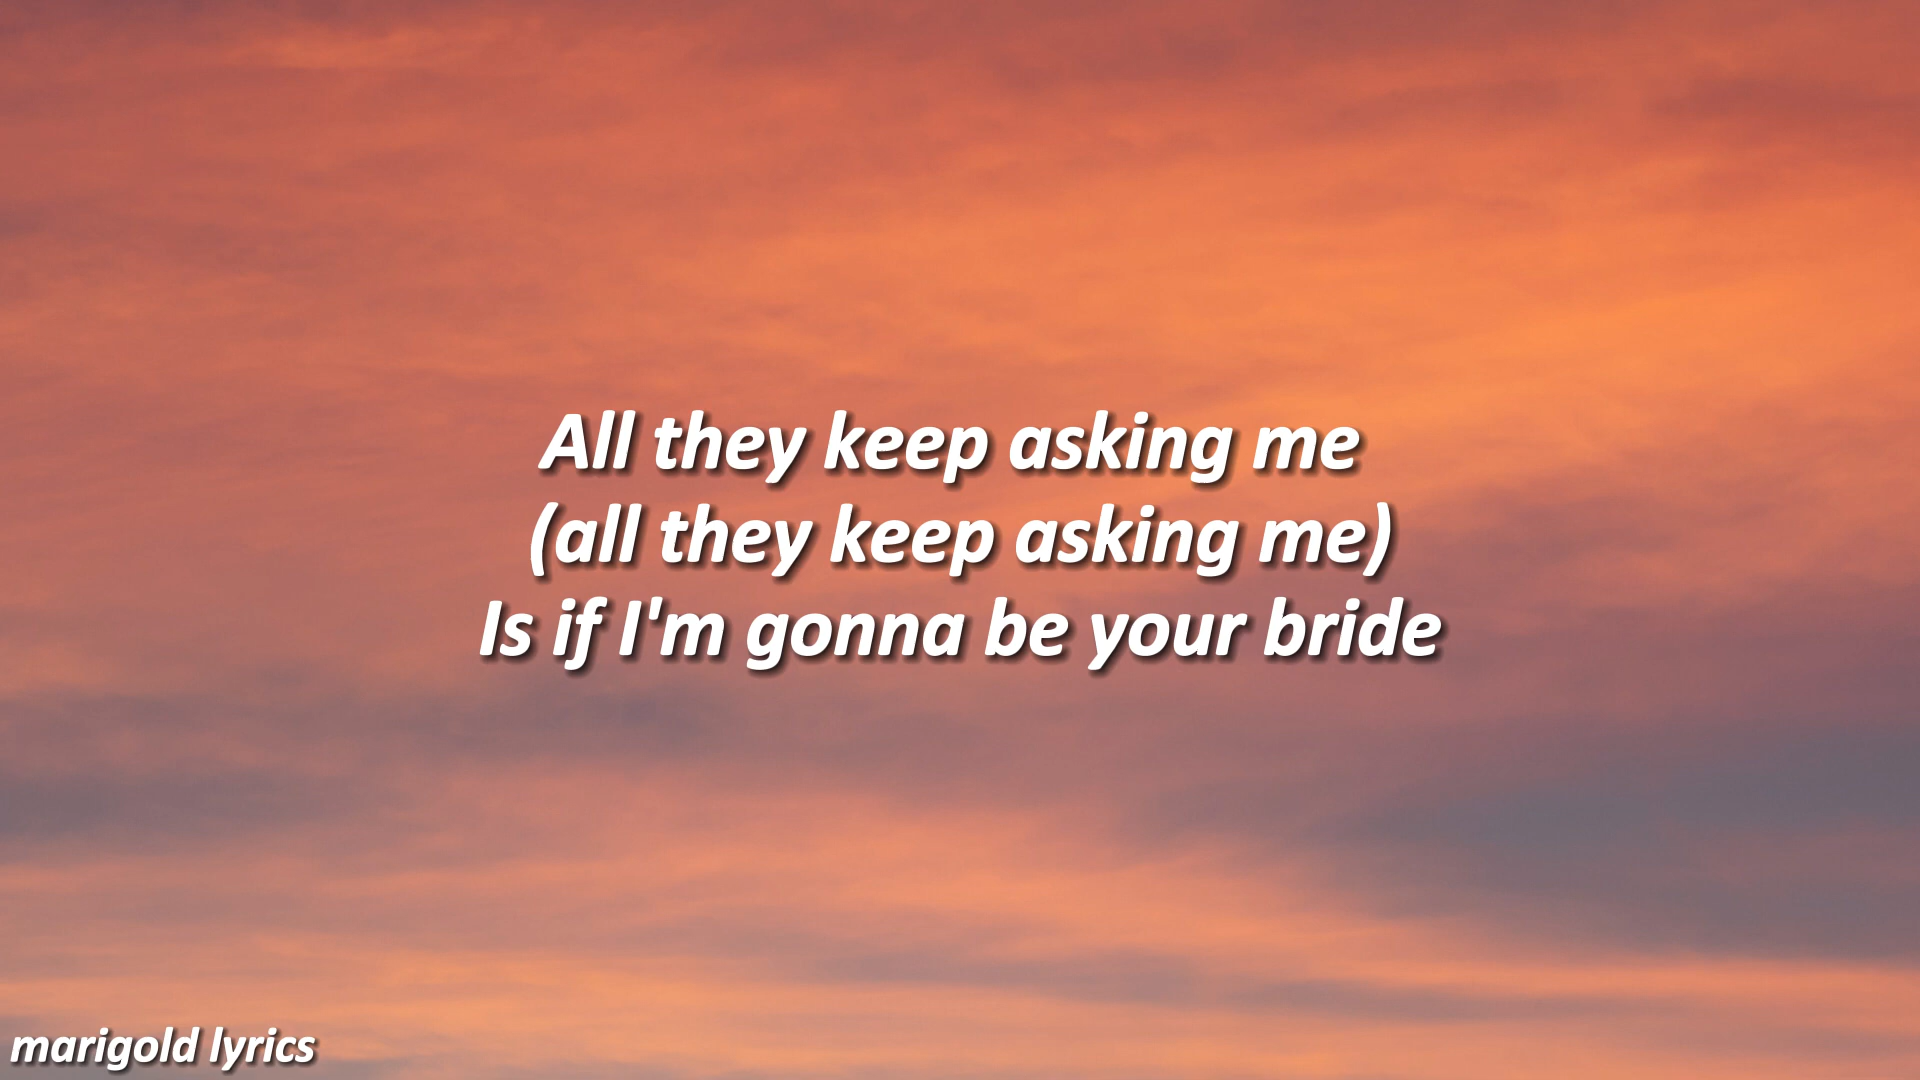 All they keep asking me
(all they keep asking me)
Is if I'm gonna be your bride
marigold lyrics